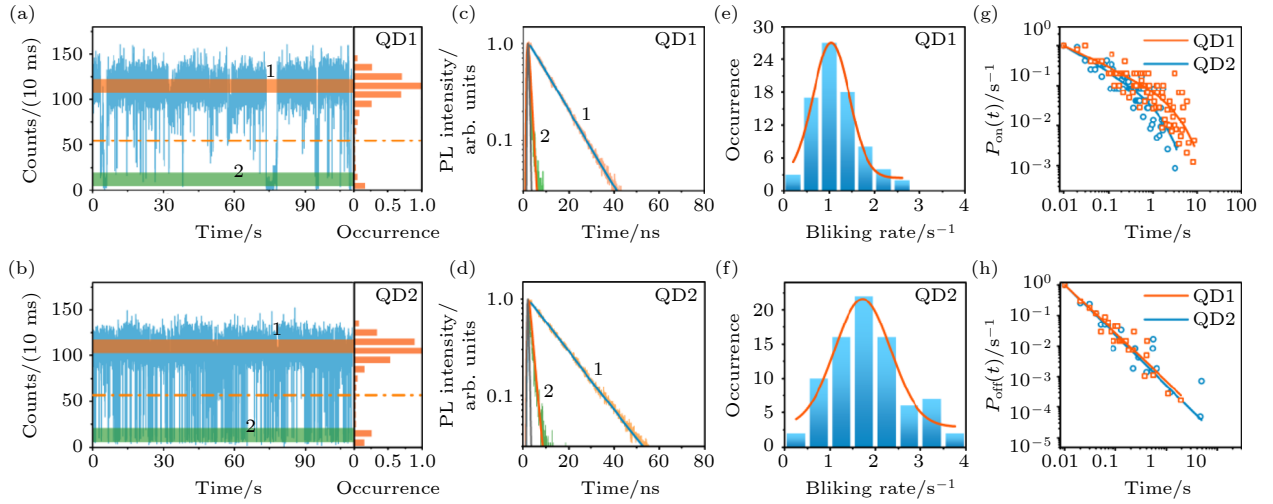 (a)
QD1
Counts/(10 ms)
150
100
50
0
1
2
0 30 60 90
0 0.5 1.0
Time/s
Occurrence
(c)
QD1
PL intensity/
arb. units
1.0
0.1
1
2
0 20 40 60 80
Time/ns
(e)
QD1
Occurrence
30
24
18
12
6
0
0 1 2 3 4
Bliking rate/s⁻¹
(g)
QD1
QD2
Pon(t)/s⁻¹
10⁰
10⁻¹
10⁻²
10⁻³
0.01 0.1 1 10 100
Time/s
(b)
QD2
Counts/(10 ms)
150
100
50
0
1
2
0 30 60 90
0 0.5 1.0
Time/s
Occurrence
(d)
QD2
PL intensity/
arb. units
1.0
0.1
1
2
0 20 40 60 80
Time/ns
(f)
QD2
Occurrence
20
15
10
5
0
0 1 2 3 4
Bliking rate/s⁻¹
(h)
QD1
QD2
Poff(t)/s⁻¹
10⁰
10⁻¹
10⁻²
10⁻³
10⁻⁴
10⁻⁵
0.01 0.1 1 10 100
Time/s